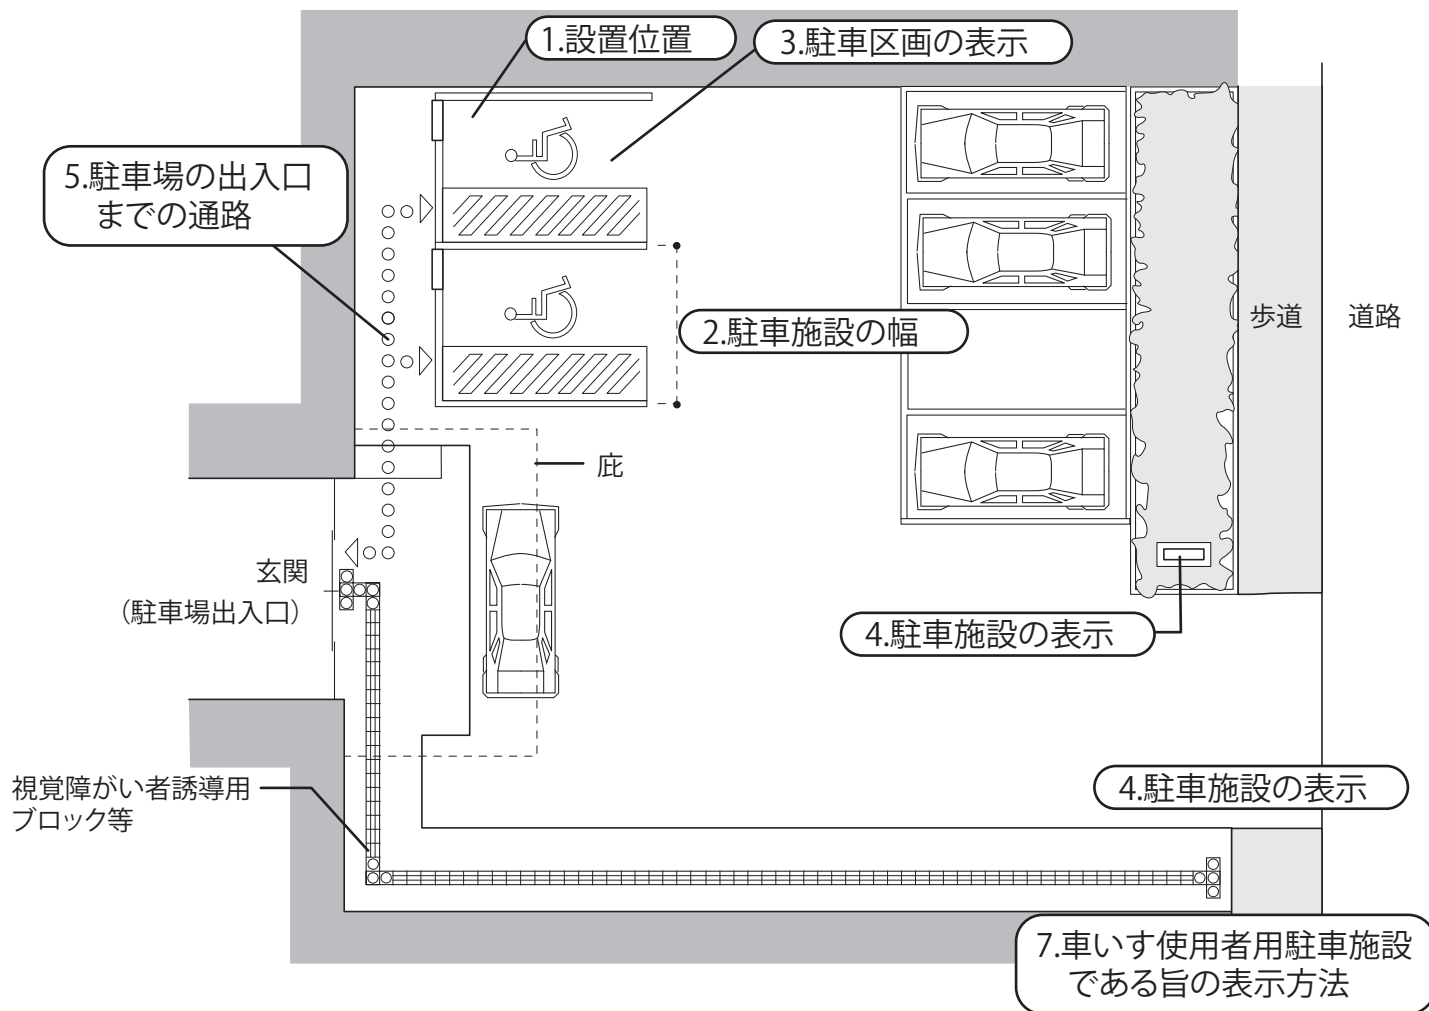 1.設置位置
3.駐車区画の表示
5.駐車場の出入口
までの通路
2.駐車施設の幅
歩道
道路
庇
玄関
（駐車場出入口）
4.駐車施設の表示
視覚障がい者誘導用
ブロック等
4.駐車施設の表示
7.車いす使用者用駐車施設
である旨の表示方法